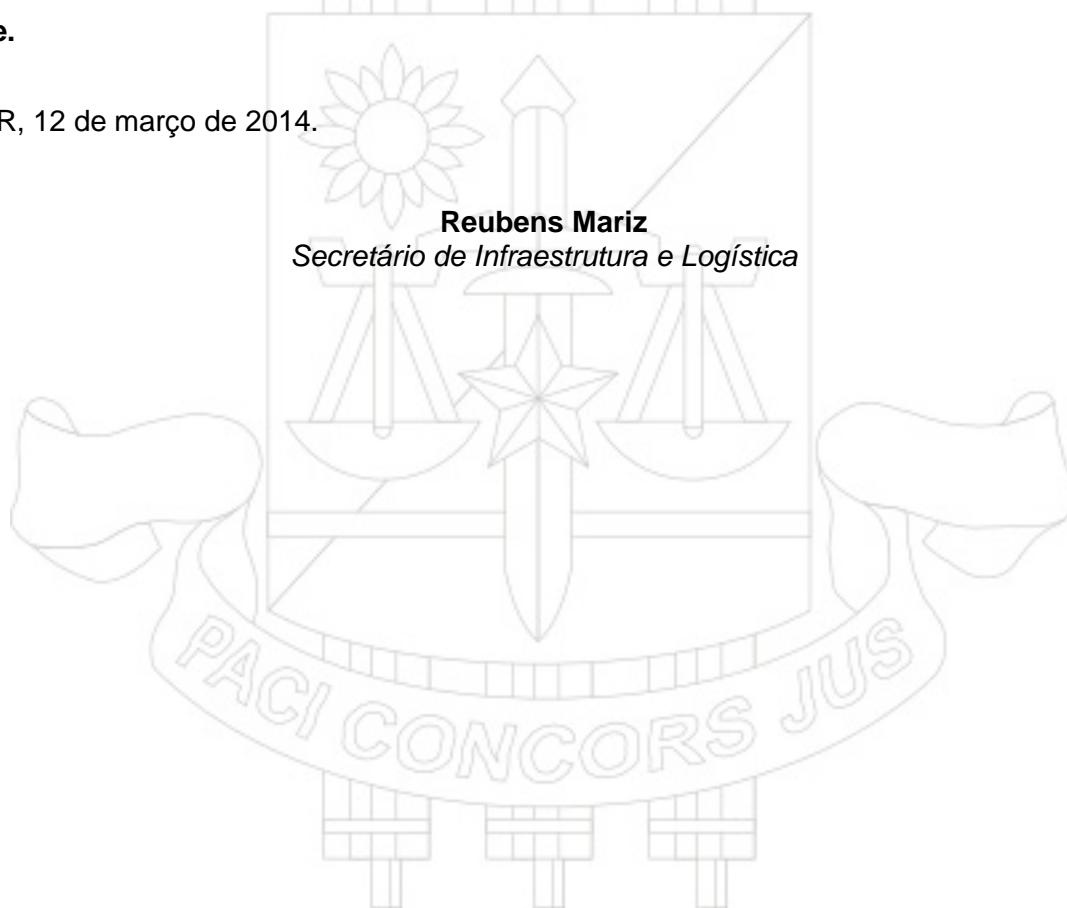 e.
R, 12 de março de 2014.
Reubens Mariz
Secretário de Infraestrutura e Logística
PACI CONCORS JUS